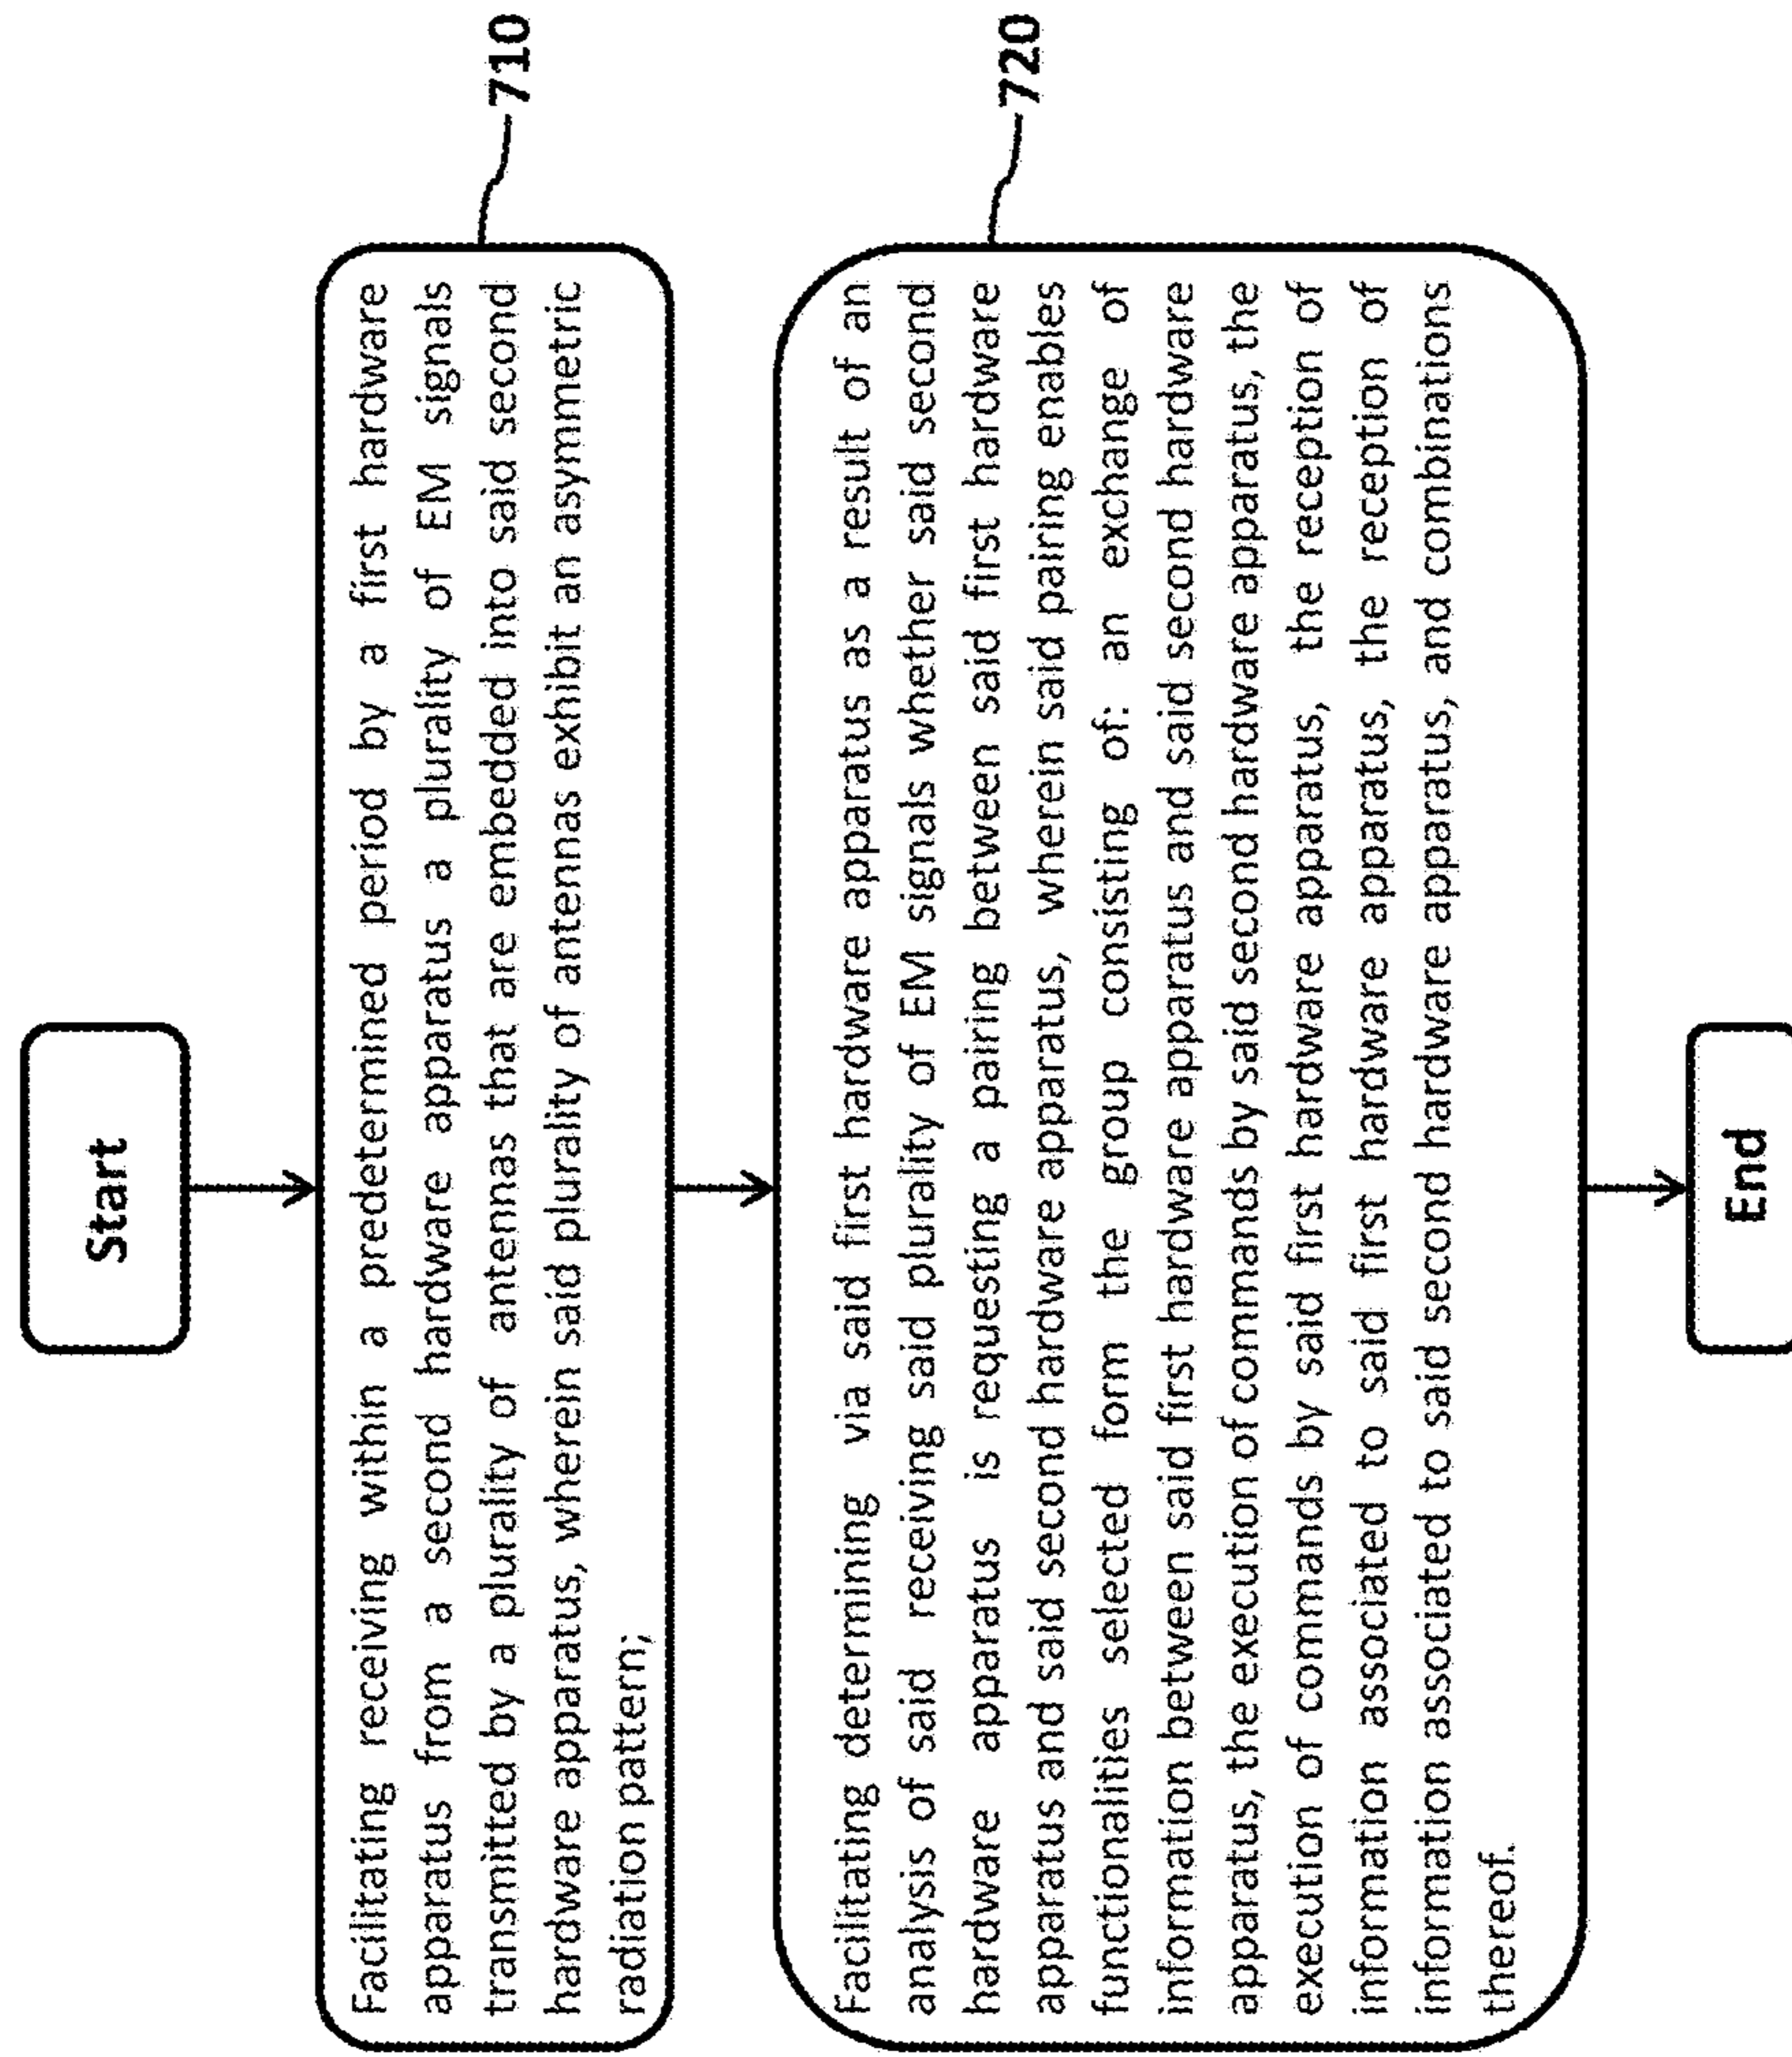 Start
Facilitating receiving within a predetermined period by a first hardware
apparatus from a second hardware apparatus a plurality of EM signals
transmitted by a plurality of antennas that are embedded into said second
hardware apparatus, wherein said plurality of antennas exhibit an asymmetric
radiation pattern;
710
Facilitating determining via said first hardware apparatus as a result of an
analysis of said receiving said plurality of EM signals whether said second
hardware apparatus is requesting a pairing between said first hardware
apparatus and said second hardware apparatus, wherein said pairing enables
functionalities selected form the group consisting of: an exchange of
information between said first hardware apparatus and said second hardware
apparatus, the execution of commands by said second hardware apparatus, the
execution of commands by said first hardware apparatus, the reception of
information associated to said first hardware apparatus, the reception of
information associated to said second hardware apparatus, and combinations
thereof.
720
End